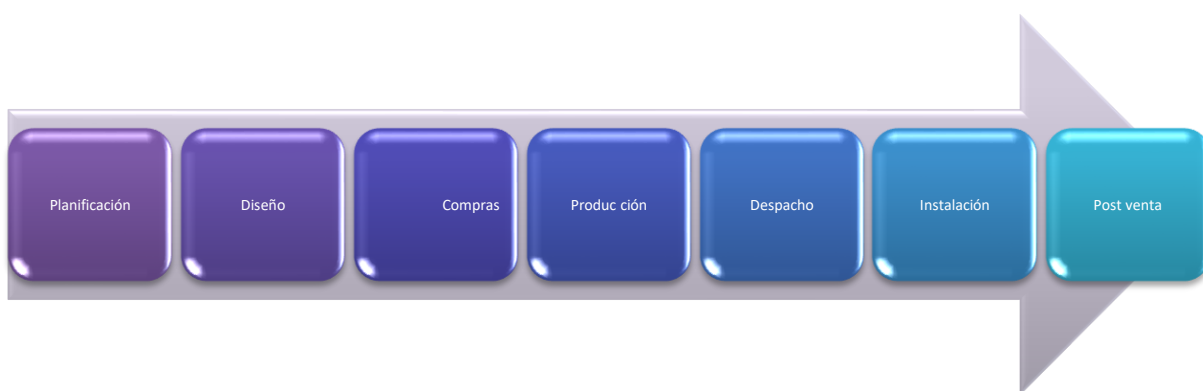 Planificación
Diseño
Compras
Produc ción
Despacho
Instalación
Post venta